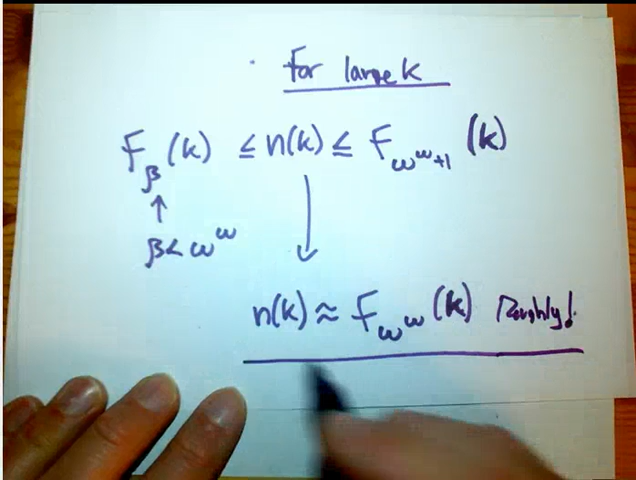 For large k
F_β(k) ≤ n(k) ≤ F_{ω^ω+1}(k)
↑
β < ω^ω
n(k) ≈ F_{ω^ω}(k) Roughly!